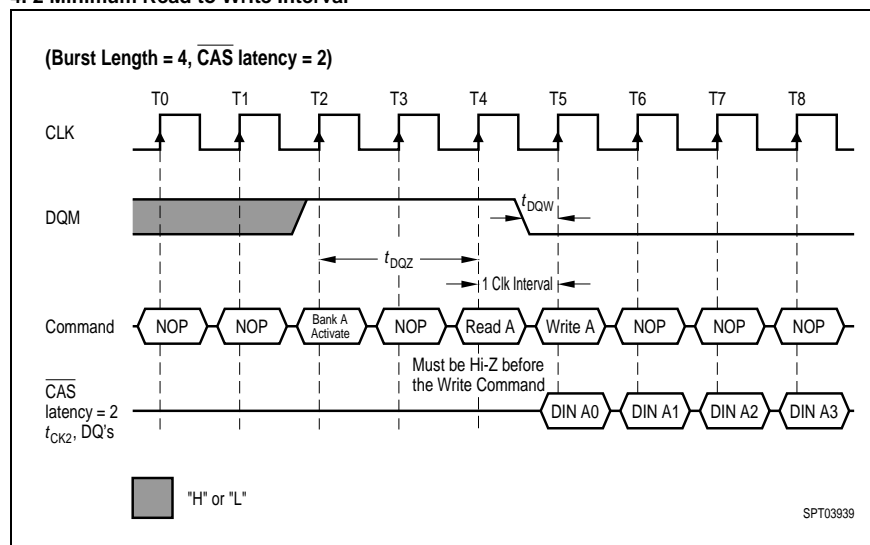 4. 2 Minimum Read to Write Interval
(Burst Length = 4, CAS latency = 2)
T0 T1 T2 T3 T4 T5 T6 T7 T8
CLK
DQM
tDQW
tDQZ
1 Clk Interval
Command
NOP NOP Bank A Activate NOP Read A Write A NOP NOP NOP
Must be Hi-Z before
the Write Command
CAS
latency = 2
tCK2, DQ's
DIN A0 DIN A1 DIN A2 DIN A3
"H" or "L"
SPT03939